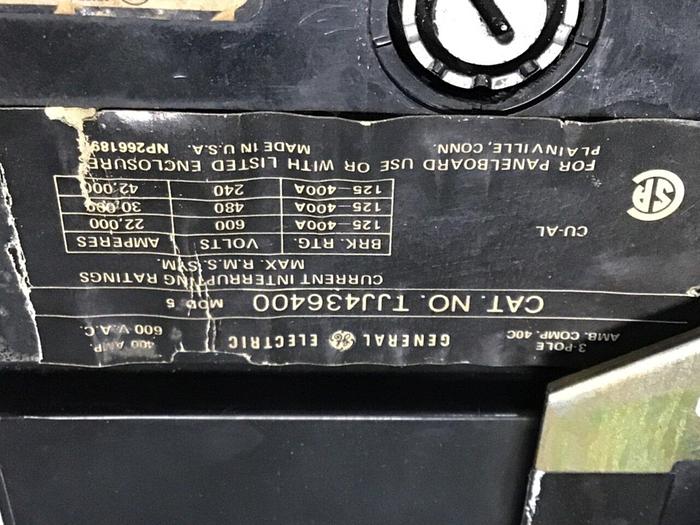 3-POLE
AMB. COMP. 40C
GENERAL GE ELECTRIC
400 AMP.
600 V.A.C.
CAT. NO. TJJ436400 MOD 5
CURRENT INTERRUPTING RATINGS
MAX. R.M.S. SYM.
BRK. RTG. VOLTS AMPERES
125-400A 600 22,000
125-400A 480 30,000
125-400A 240 42,000
CU-AL
FOR PANELBOARD USE OR WITH LISTED ENCLOSURE
PLAINVILLE, CONN. MADE IN U.S.A. NP266189